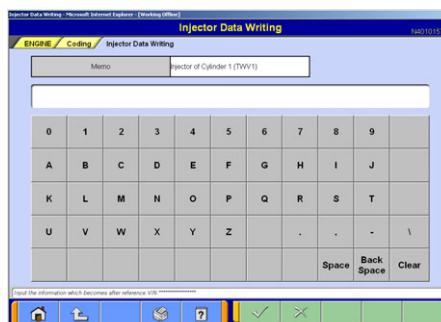 Injector Data Writing - Microsoft Internet Explorer - [Working Offline]
Injector Data Writing
N401015
ENGINE Coding Injector Data Writing
Memo Injector of Cylinder 1 (TWV1)
0 1 2 3 4 5 6 7 8 9
A B C D E F G H I J
K L M N O P Q R S T
U V W X Y Z . , - \
Space Back Space Clear
Input the information which becomes after reference VIN.****************
?